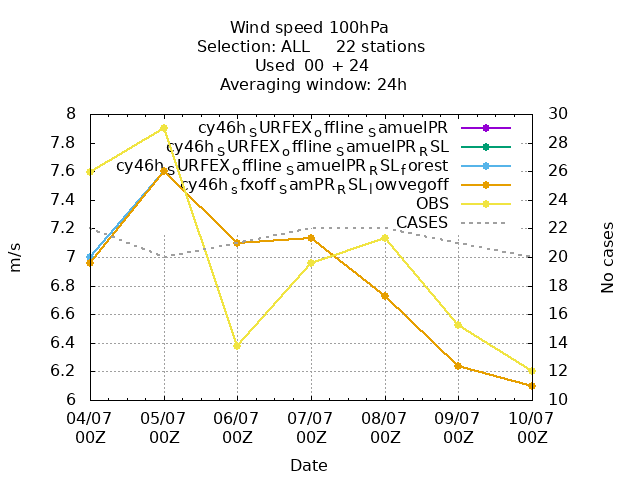 Wind speed 100hPa
Selection: ALL 22 stations
Used 00 + 24
Averaging window: 24h
8 30
cy46h_SURFEX_offline_samuelPR
7.8 28
cy46h_SURFEX_offline_samuelPR_RSL
7.6 26
cy46h_SURFEX_offline_samuelPR_RSL_forest
cy46h_sfxoff_samPR_RSL_lowvegoff
7.4 24
OBS
7.2 22
CASES
7 20
6.8 18
6.6 16
6.4 14
6.2 12
6 10
m/s
No cases
04/07 05/07 06/07 07/07 08/07 09/07 10/07
00Z 00Z 00Z 00Z 00Z 00Z 00Z
Date